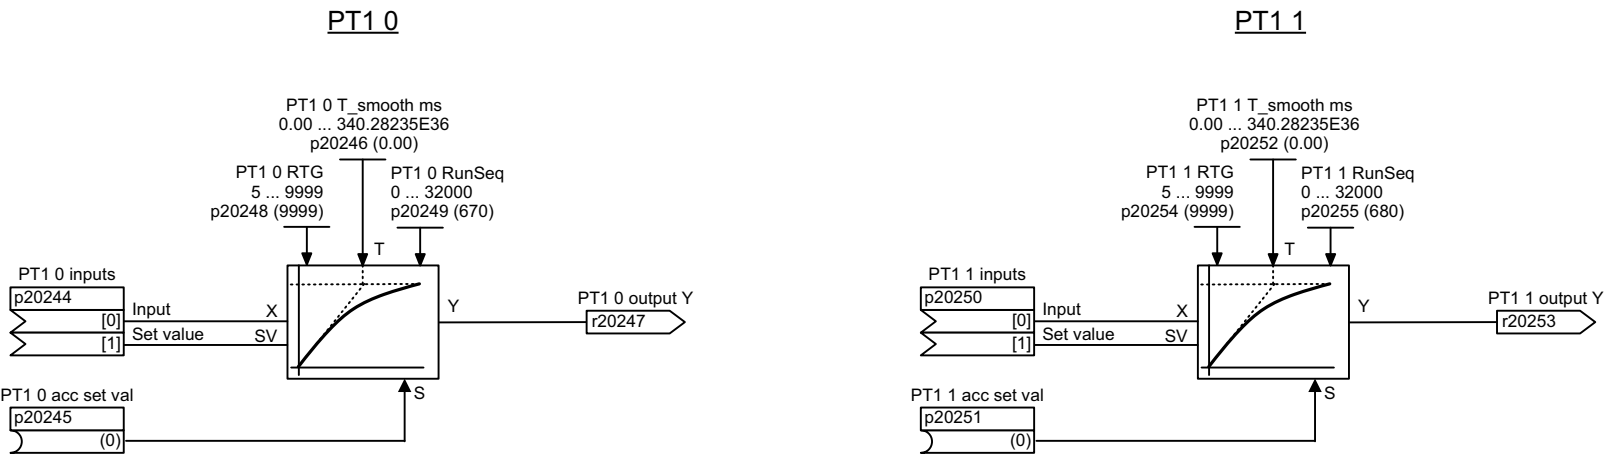 PT1 0
PT1 0 T_smooth ms
0.00 ... 340.28235E36
p20246 (0.00)
PT1 0 RTG
5 ... 9999
p20248 (9999)
PT1 0 RunSeq
0 ... 32000
p20249 (670)
T
PT1 0 inputs
p20244
[0]
[1]
Input
X
Set value
SV
Y
PT1 0 output Y
r20247
PT1 0 acc set val
p20245
(0)
S
PT1 1
PT1 1 T_smooth ms
0.00 ... 340.28235E36
p20252 (0.00)
PT1 1 RTG
5 ... 9999
p20254 (9999)
PT1 1 RunSeq
0 ... 32000
p20255 (680)
T
PT1 1 inputs
p20250
[0]
[1]
Input
X
Set value
SV
Y
PT1 1 output Y
r20253
PT1 1 acc set val
p20251
(0)
S